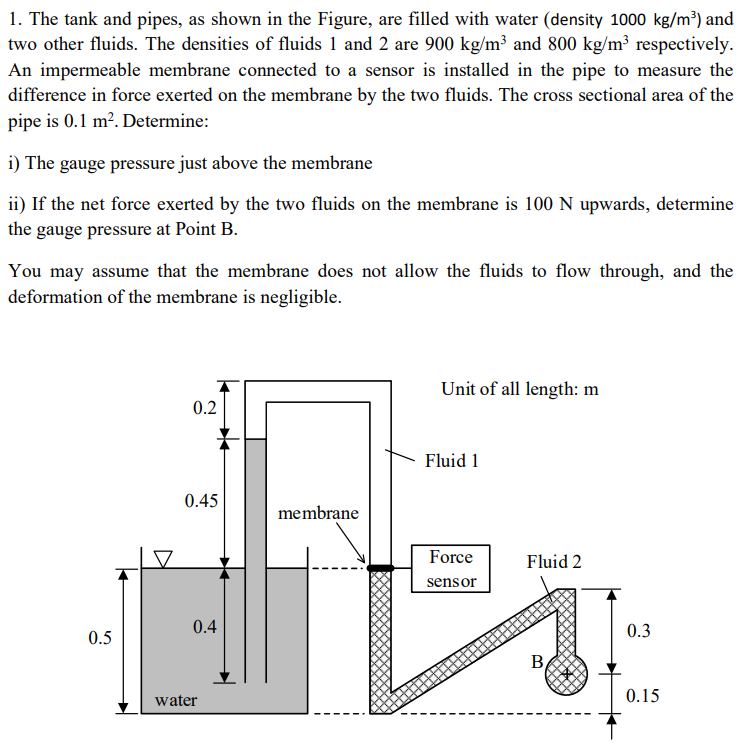 1. The tank and pipes, as shown in the Figure, are filled with water (density 1000 kg/m³) and
two other fluids. The densities of fluids 1 and 2 are 900 kg/m³ and 800 kg/m³ respectively.
An impermeable membrane connected to a sensor is installed in the pipe to measure the
difference in force exerted on the membrane by the two fluids. The cross sectional area of the
pipe is 0.1 m². Determine:
i) The gauge pressure just above the membrane
ii) If the net force exerted by the two fluids on the membrane is 100 N upwards, determine
the gauge pressure at Point B.
You may assume that the membrane does not allow the fluids to flow through, and the
deformation of the membrane is negligible.
Unit of all length: m
0.2
Fluid 1
0.45
membrane
Force
sensor
Fluid 2
0.5
0.4
0.3
B
water
0.15